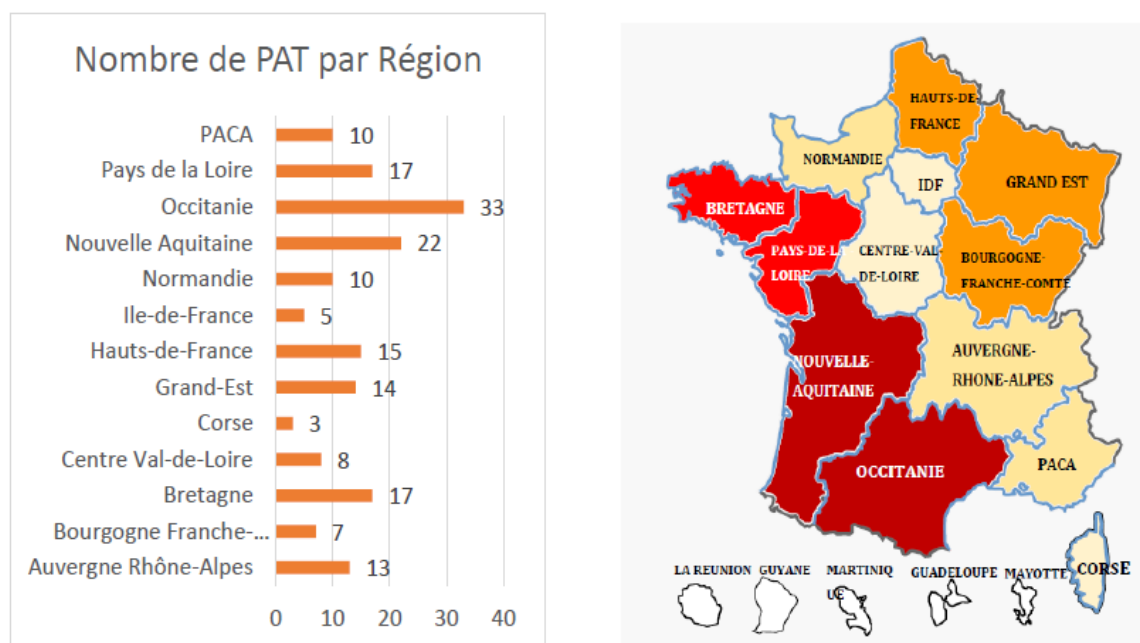 Nombre de PAT par Région
PACA 10
Pays de la Loire 17
Occitanie 33
Nouvelle Aquitaine 22
Normandie 10
Ile-de-France 5
Hauts-de-France 15
Grand-Est 14
Corse 3
Centre Val-de-Loire 8
Bretagne 17
Bourgogne Franche-... 7
Auvergne Rhône-Alpes 13
0 10 20 30 40
HAUTS-DE-
FRANCE
NORMANDIE
IDF
GRAND EST
BRETAGNE
PAYS-DE-L
LOIRE
CENTRE-VAL-
DE-LOIRE
BOURGOGNE-
FRANCHE-COMTÉ
NOUVELLE-
AQUITAINE
AUVERGNE-
RHONE-ALPES
OCCITANIE
PACA
CORSE
LA REUNION
GUYANE
MARTINIQ
UE
GUADELOUPE
MAYOTTE